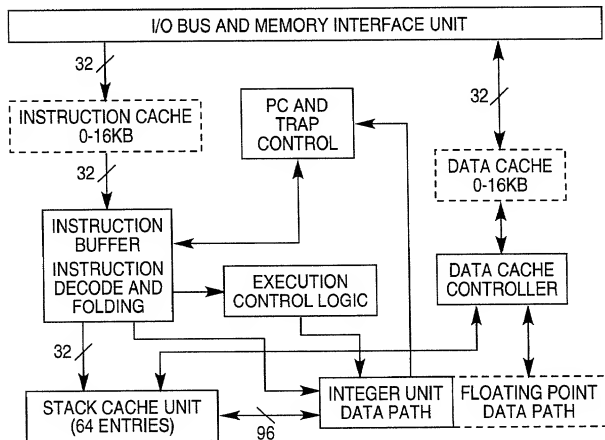 I/O BUS AND MEMORY INTERFACE UNIT
32
INSTRUCTION CACHE
0-16KB
32
PC AND
TRAP
CONTROL
32
DATA CACHE
0-16KB
INSTRUCTION
BUFFER
INSTRUCTION
DECODE AND
FOLDING
EXECUTION
CONTROL LOGIC
DATA CACHE
CONTROLLER
32
STACK CACHE UNIT
(64 ENTRIES)
96
INTEGER UNIT
DATA PATH
FLOATING POINT
DATA PATH